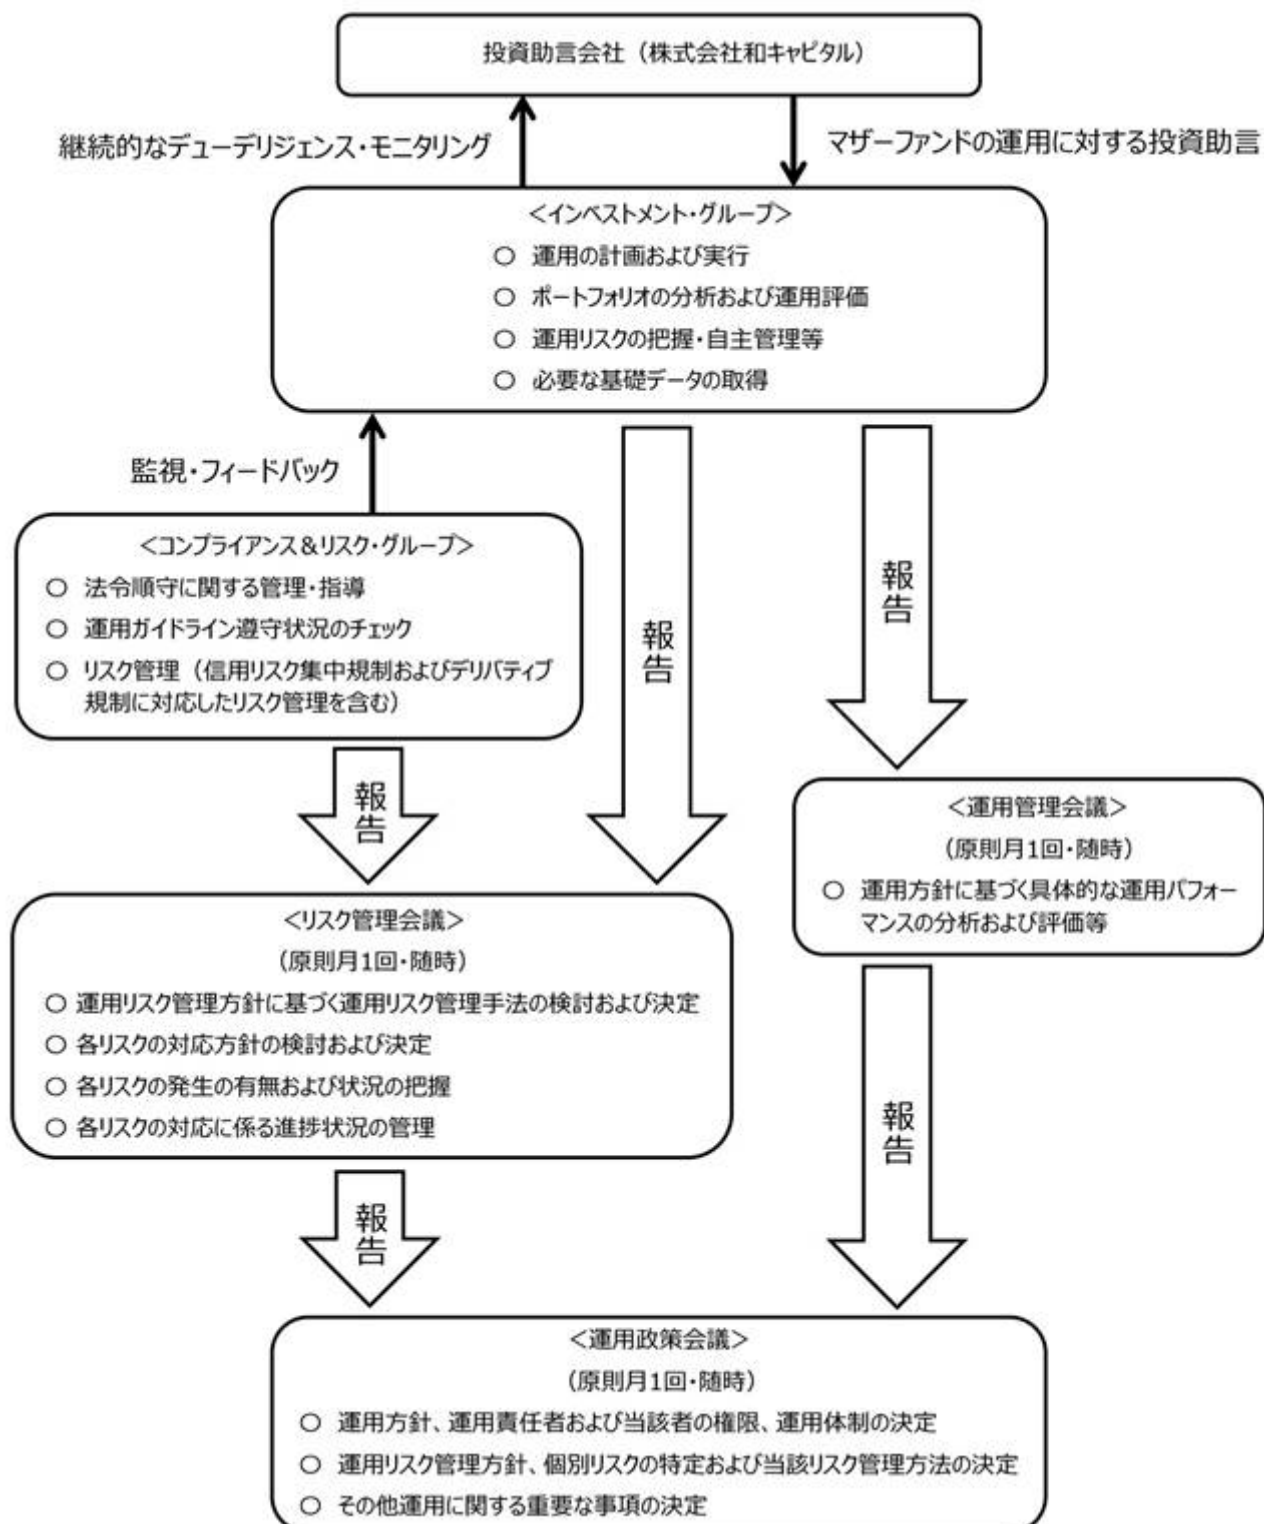 投資助言会社（株式会社和キャピタル）
継続的なデューデリジェンス・モニタリング
マザーファンドの運用に対する投資助言
＜インベストメント・グループ＞
○ 運用の計画および実行
○ ポートフォリオの分析および運用評価
○ 運用リスクの把握・自主管理等
○ 必要な基礎データの取得
監視・フィードバック
＜コンプライアンス＆リスク・グループ＞
○ 法令順守に関する管理・指導
○ 運用ガイドライン遵守状況のチェック
○ リスク管理（信用リスク集中規制およびデリバティブ
規制に対応したリスク管理を含む）
報告
報告
報告
＜運用管理会議＞
（原則月1回・随時）
○ 運用方針に基づく具体的な運用パフォー
マンスの分析および評価等
＜リスク管理会議＞
（原則月1回・随時）
○ 運用リスク管理方針に基づく運用リスク管理手法の検討および決定
○ 各リスクの対応方針の検討および決定
○ 各リスクの発生の有無および状況の把握
○ 各リスクの対応に係る進捗状況の管理
報告
報告
＜運用政策会議＞
（原則月1回・随時）
○ 運用方針、運用責任者および当該者の権限、運用体制の決定
○ 運用リスク管理方針、個別リスクの特定および当該リスク管理方法の決定
○ その他運用に関する重要な事項の決定